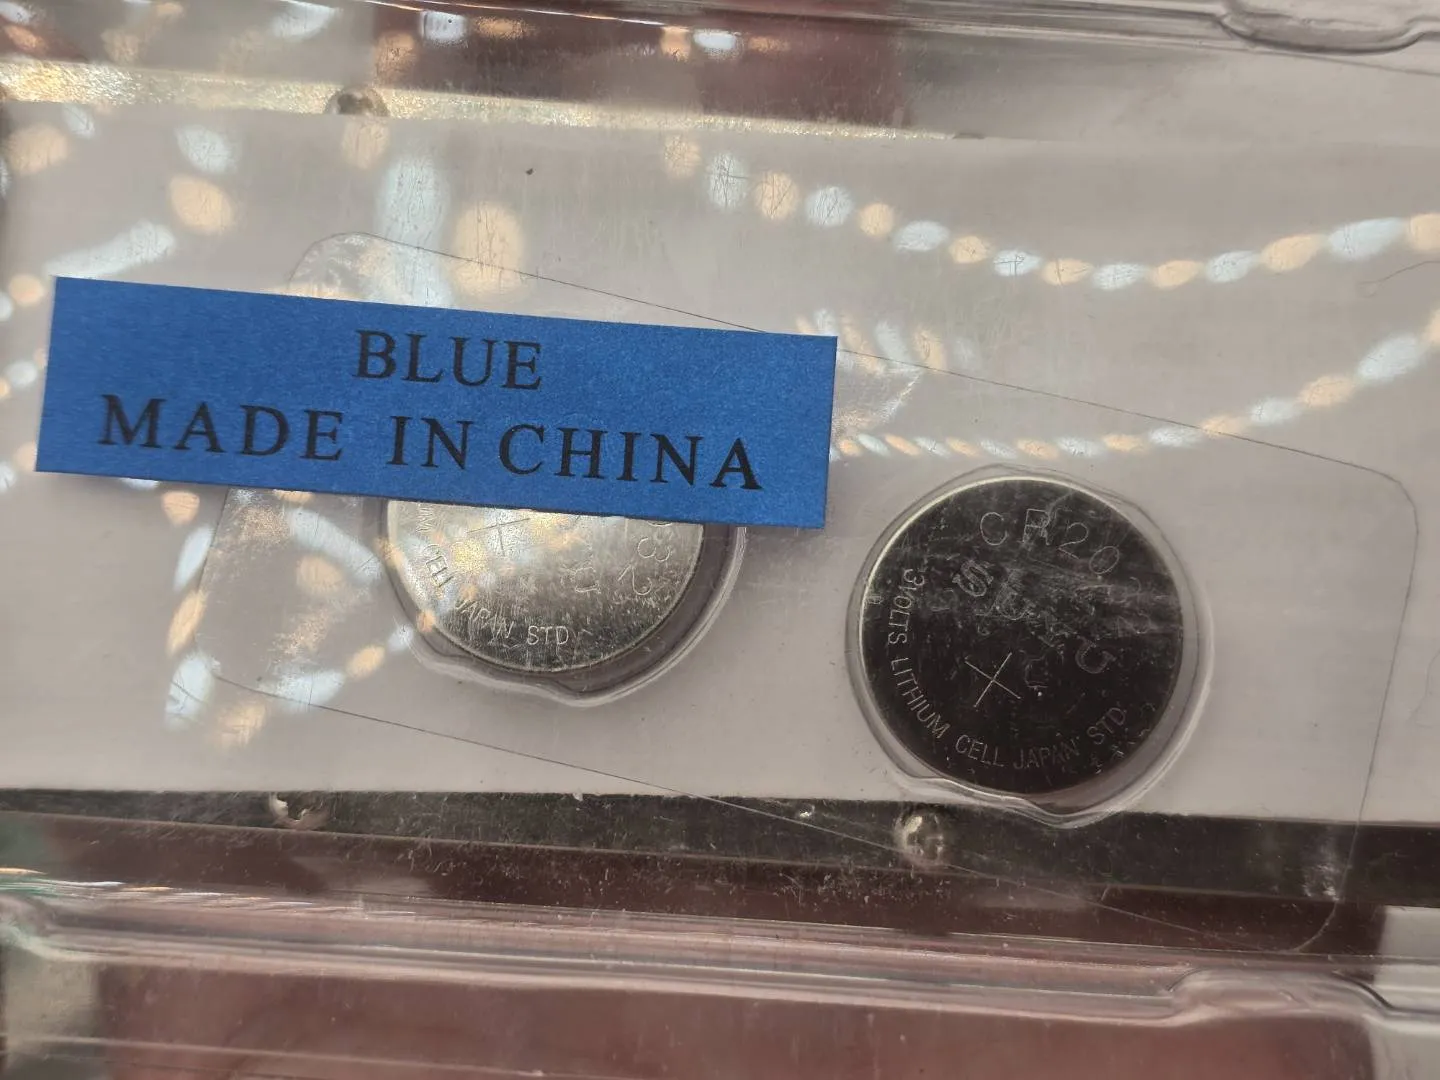 BLUE
MADE IN CHINA
CELL JAPAN STD
CR20
3VOLTS LITHIUM CELL JAPAN STD